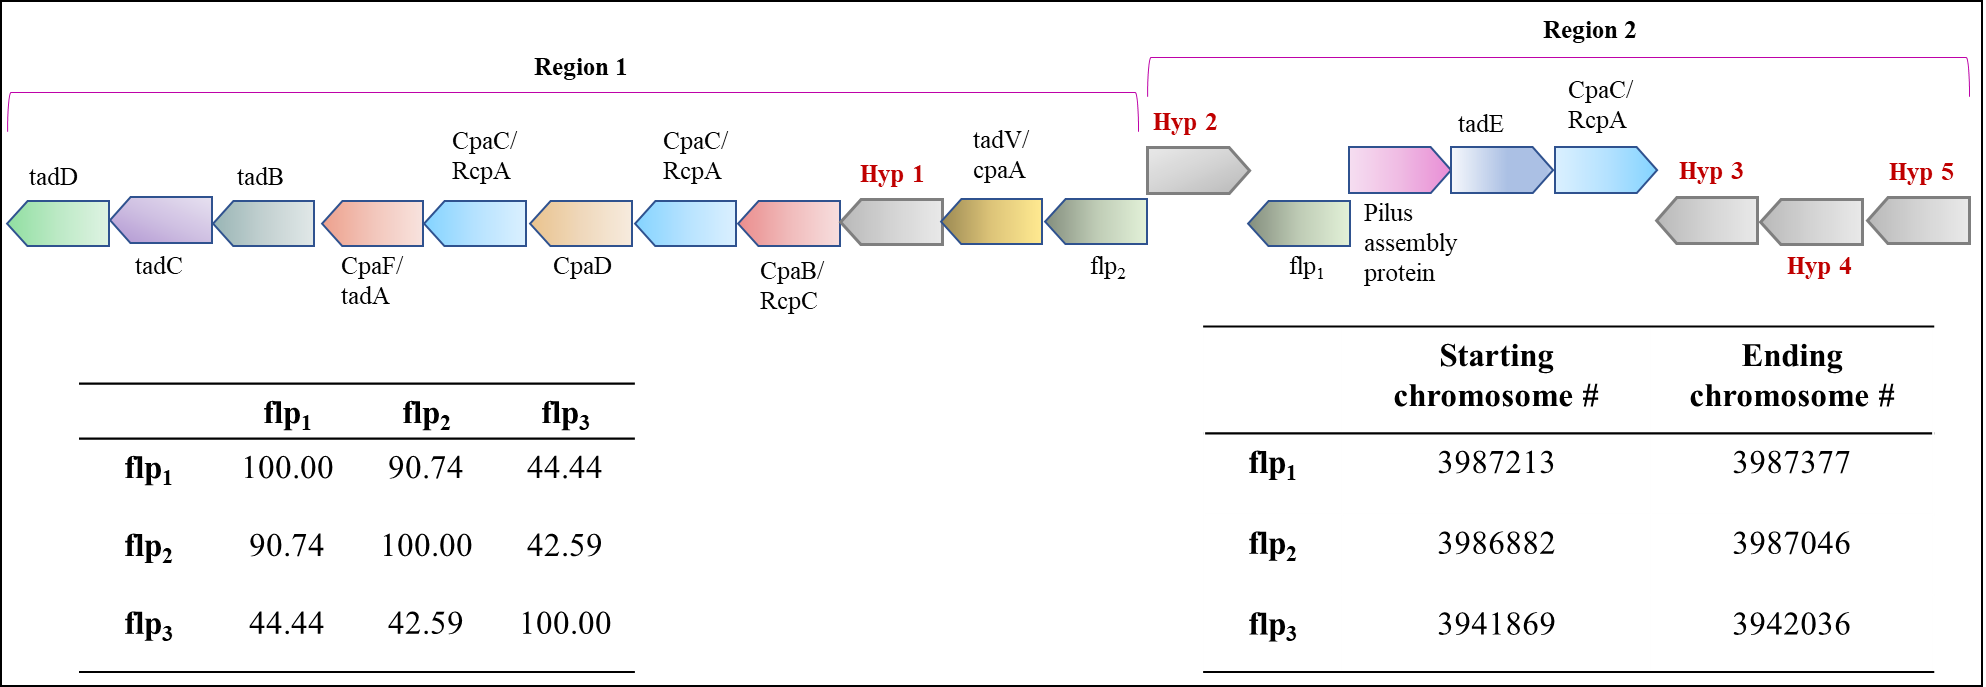 Region 2
Region 1
CpaC/
RcpA
Hyp 2
tadE
CpaC/
RcpA
CpaC/
RcpA
tadV/
cpaA
tadD
tadB
Hyp 1
Hyp 3
Hyp 5
Pilus
assembly
protein
tadC
CpaF/
tadA
CpaD
CpaB/
RcpC
flp₂
flp₁
Hyp 4
flp₁ flp₂ flp₃
flp₁ 100.00 90.74 44.44
flp₂ 90.74 100.00 42.59
flp₃ 44.44 42.59 100.00
Starting Ending
chromosome # chromosome #
flp₁ 3987213 3987377
flp₂ 3986882 3987046
flp₃ 3941869 3942036